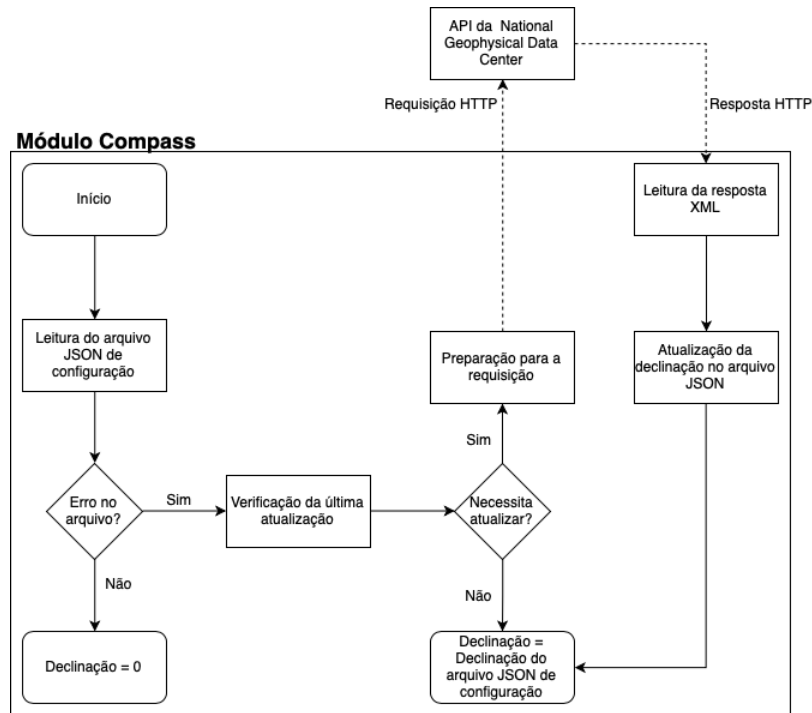 API da National
Geophysical Data
Center
Requisição HTTP
Resposta HTTP
Módulo Compass
Início
Leitura da resposta
XML
Leitura do arquivo
JSON de
configuração
Preparação para a
requisição
Atualização da
declinação no arquivo
JSON
Sim
Erro no
arquivo?
Sim
Verificação da última
atualização
Necessita
atualizar?
Não
Não
Declinação = 0
Declinação =
Declinação do
arquivo JSON de
configuração